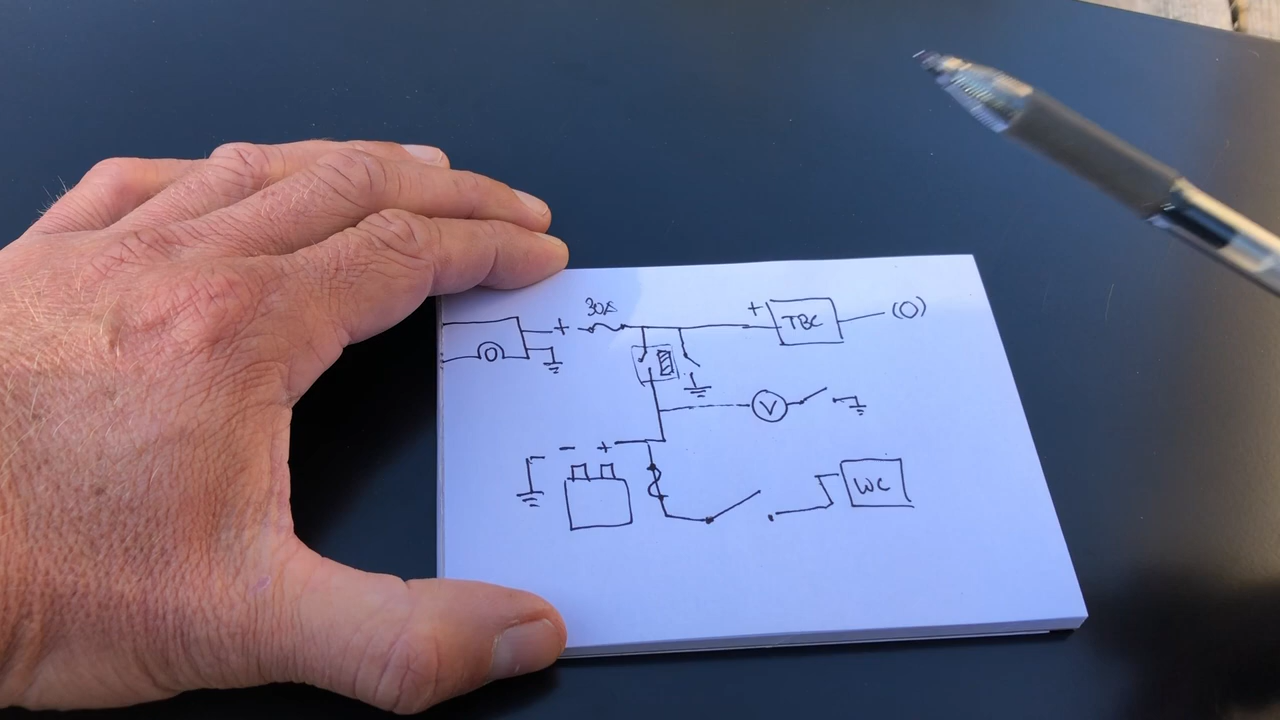 30A
+ + TBC (O)
V
- +
WC